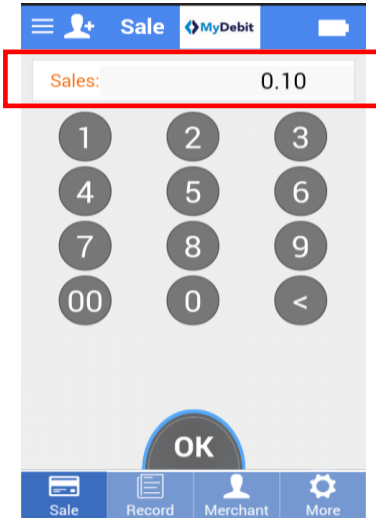 Sale MyDebit
Sales: 0.10
1 2 3
4 5 6
7 8 9
00 0 <
OK
Sale Record Merchant More